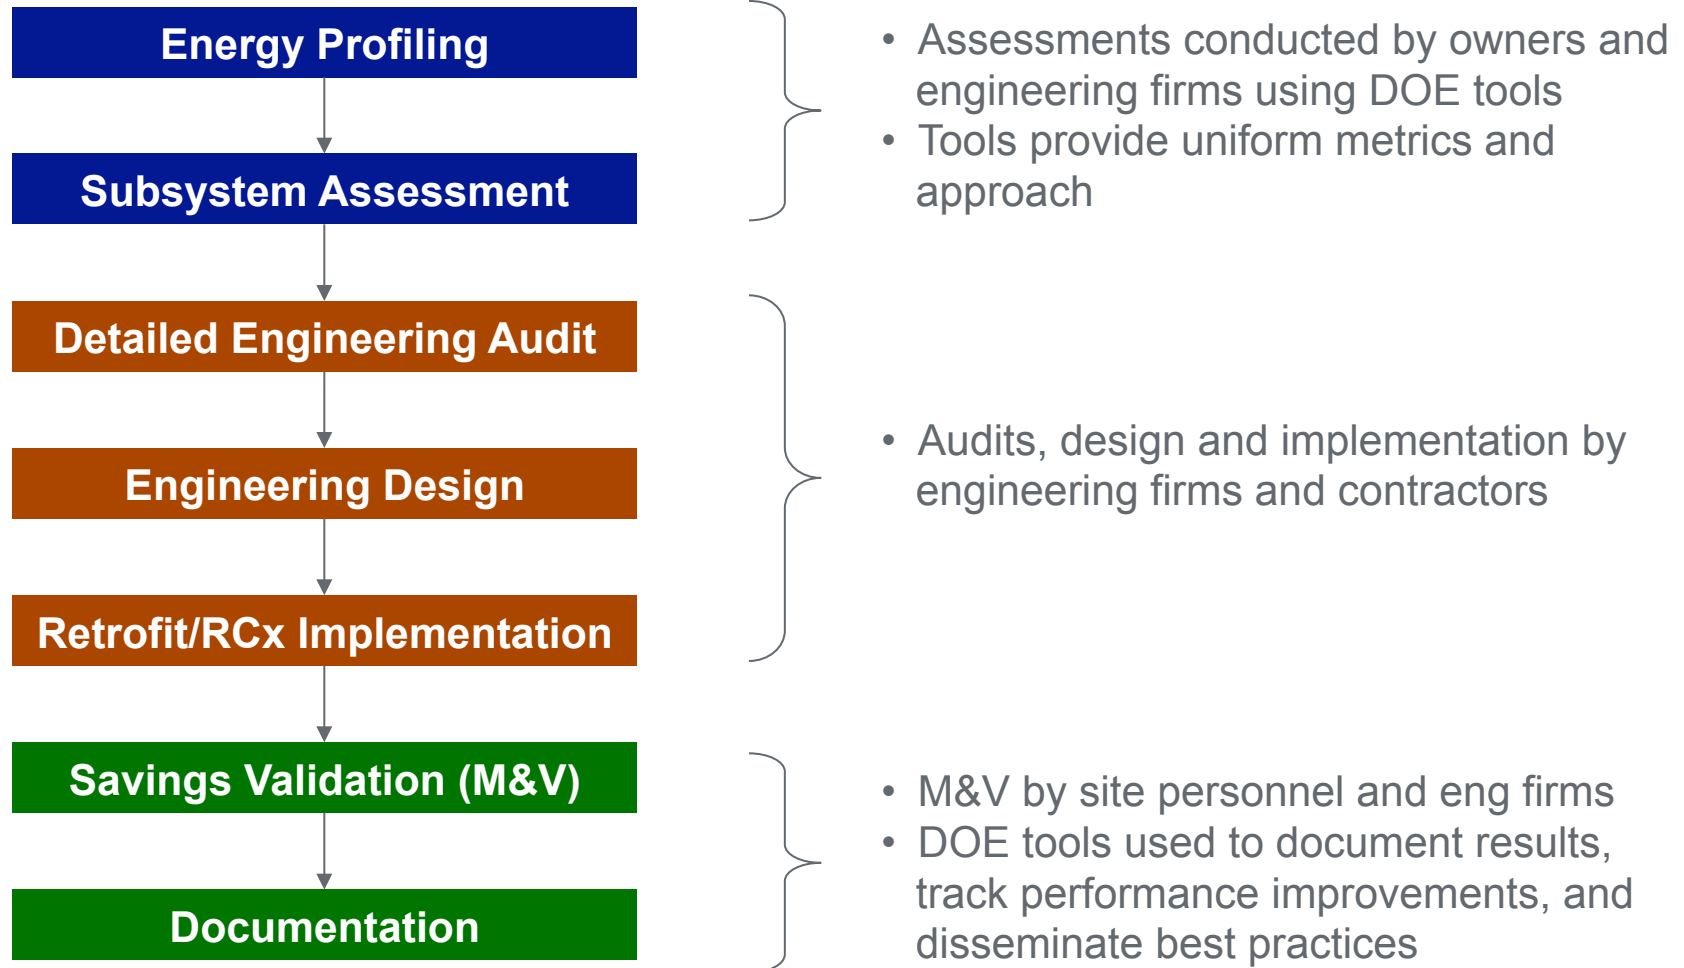 Energy Profiling
Subsystem Assessment
• Assessments conducted by owners and
engineering firms using DOE tools
• Tools provide uniform metrics and
approach
Detailed Engineering Audit
Engineering Design
Retrofit/RCx Implementation
• Audits, design and implementation by
engineering firms and contractors
Savings Validation (M&V)
Documentation
• M&V by site personnel and eng firms
• DOE tools used to document results,
track performance improvements, and
disseminate best practices